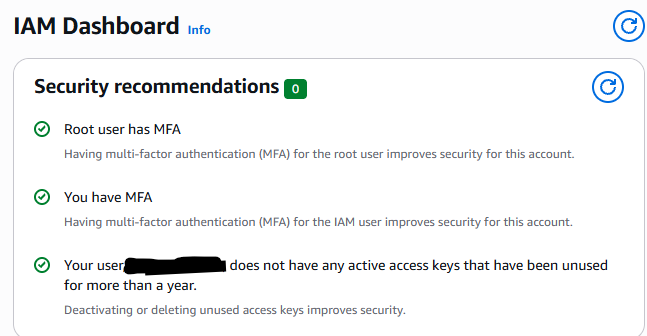 IAM Dashboard Info
Security recommendations 0
Root user has MFA
Having multi-factor authentication (MFA) for the root user improves security for this account.
You have MFA
Having multi-factor authentication (MFA) for the IAM user improves security for this account.
Your user does not have any active access keys that have been unused
for more than a year.
Deactivating or deleting unused access keys improves security.